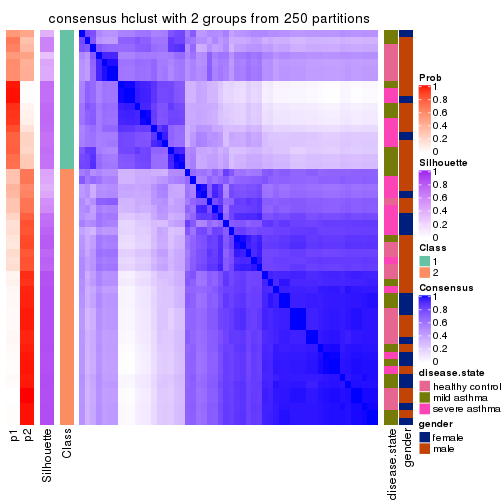 consensus hclust with 2 groups from 250 partitions
Prob
1
0.8
0.6
0.4
0.2
0
Silhouette
1
0.8
0.6
0.4
0.2
0
Class
1
2
Consensus
1
0.8
0.6
0.4
0.2
0
disease.state
healthy control
mild asthma
severe asthma
gender
female
male
p1
p2
Silhouette
Class
disease.state
gender